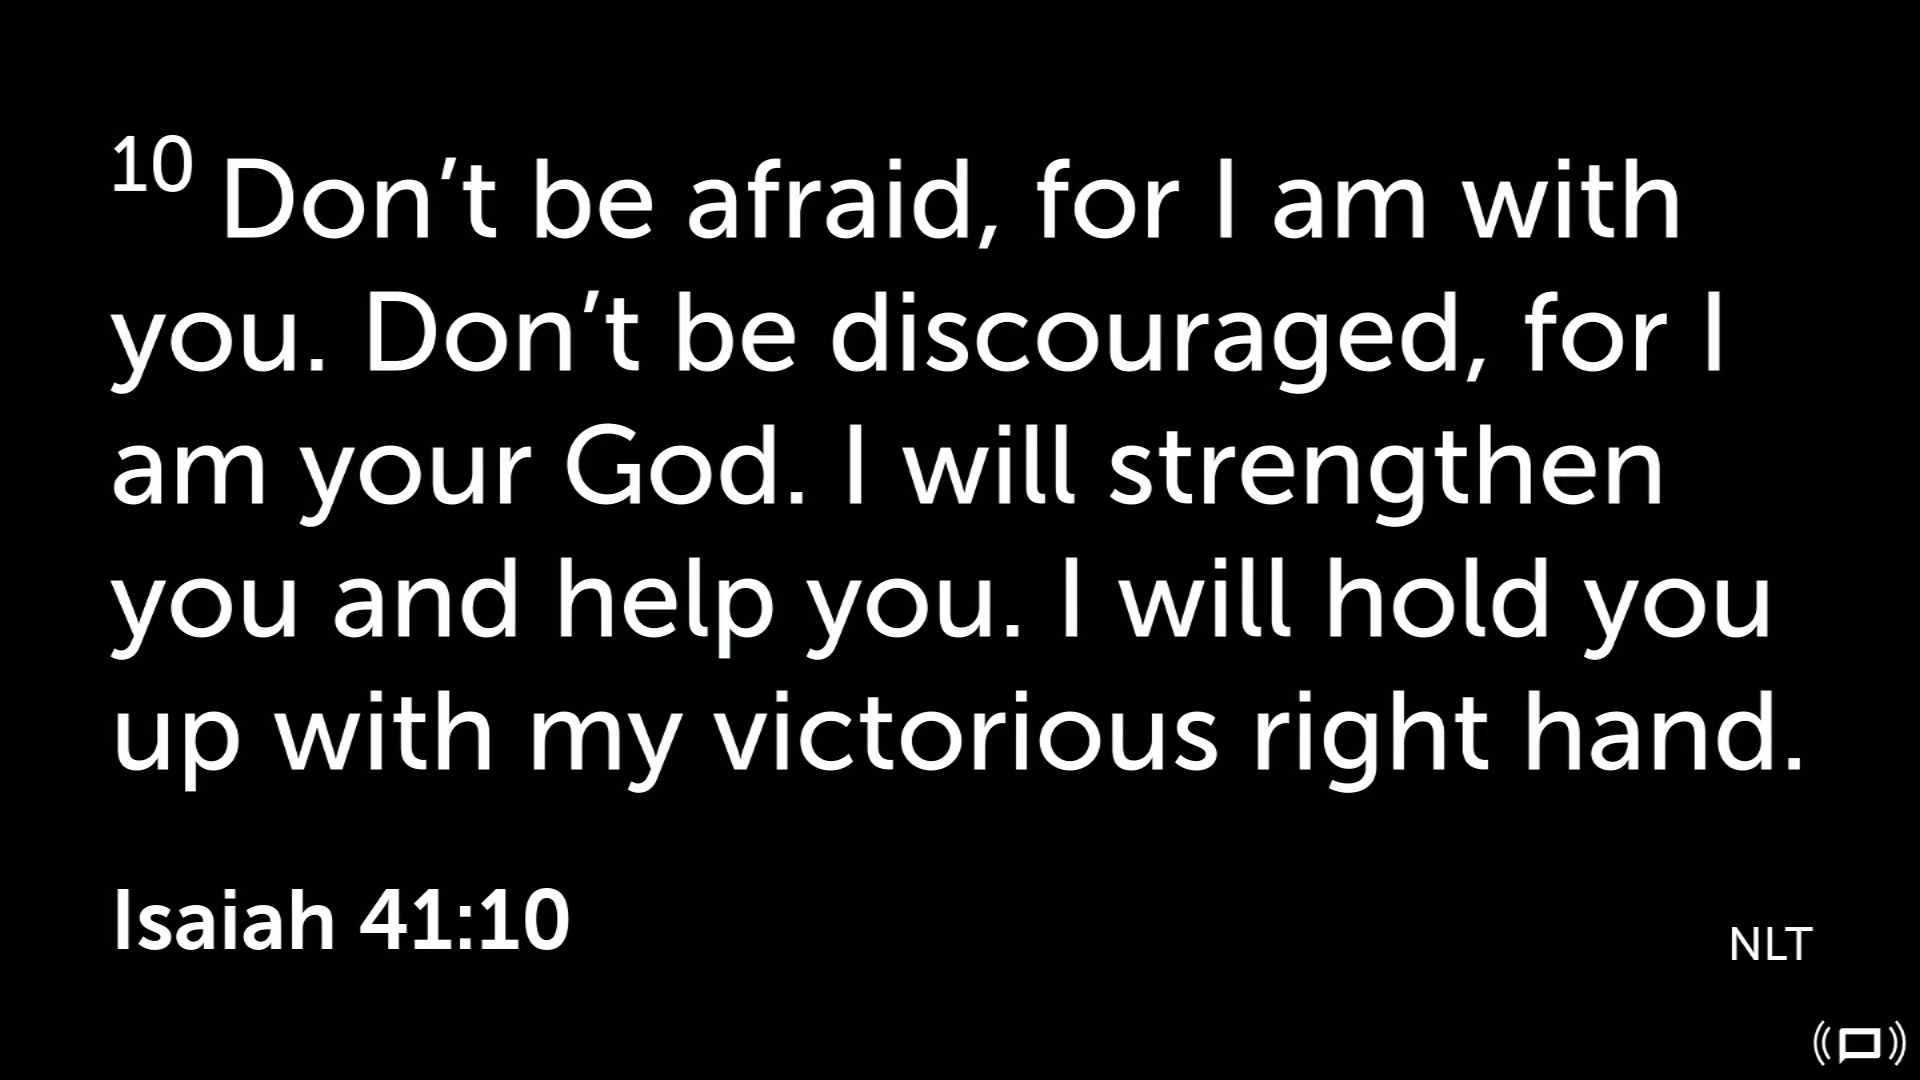 10 Don’t be afraid, for I am with
you. Don’t be discouraged, for I
am your God. I will strengthen
you and help you. I will hold you
up with my victorious right hand.
Isaiah 41:10
NLT